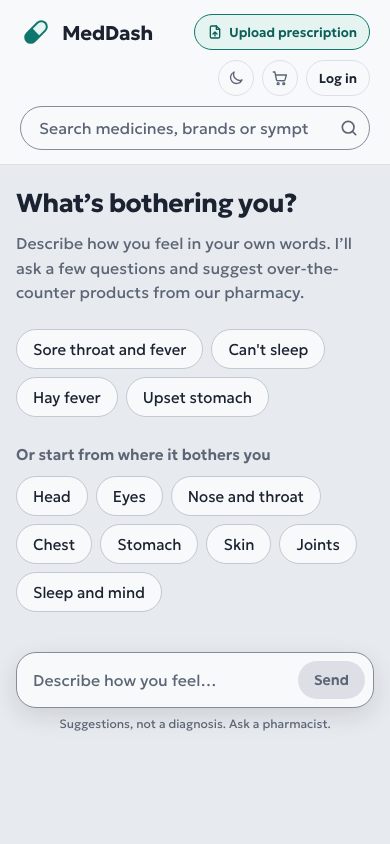 MedDash
Upload prescription
Log in
Search medicines, brands or sympt
What's bothering you?
Describe how you feel in your own words. I'll
ask a few questions and suggest over-the-
counter products from our pharmacy.
Sore throat and fever
Can't sleep
Hay fever
Upset stomach
Or start from where it bothers you
Head
Eyes
Nose and throat
Chest
Stomach
Skin
Joints
Sleep and mind
Describe how you feel...
Send
Suggestions, not a diagnosis. Ask a pharmacist.